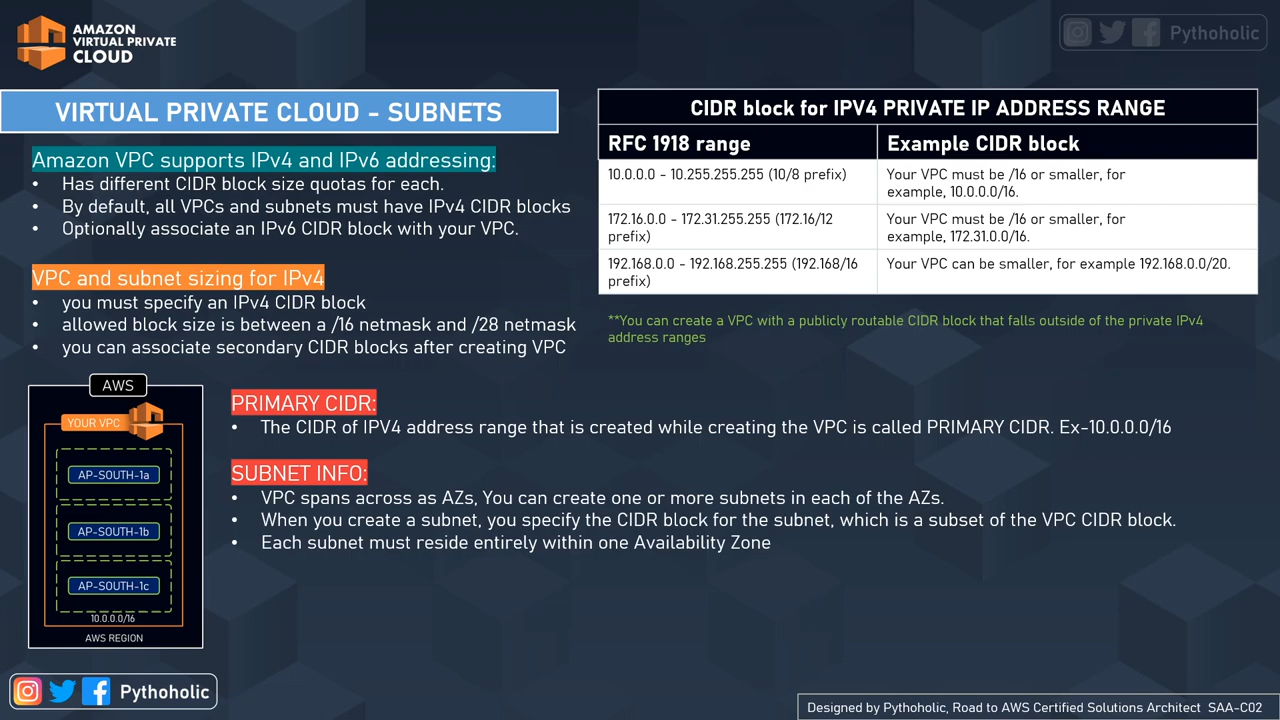 AMAZON
VIRTUAL PRIVATE
CLOUD
Pythoholic
VIRTUAL PRIVATE CLOUD - SUBNETS
Amazon VPC supports IPv4 and IPv6 addressing:
• Has different CIDR block size quotas for each.
• By default, all VPCs and subnets must have IPv4 CIDR blocks
• Optionally associate an IPv6 CIDR block with your VPC.
VPC and subnet sizing for IPv4
• you must specify an IPv4 CIDR block
• allowed block size is between a /16 netmask and /28 netmask
• you can associate secondary CIDR blocks after creating VPC
CIDR block for IPV4 PRIVATE IP ADDRESS RANGE
RFC 1918 range
Example CIDR block
10.0.0.0 - 10.255.255.255 (10/8 prefix)
Your VPC must be /16 or smaller, for
example, 10.0.0.0/16.
172.16.0.0 - 172.31.255.255 (172.16/12
prefix)
Your VPC must be /16 or smaller, for
example, 172.31.0.0/16.
192.168.0.0 - 192.168.255.255 (192.168/16
prefix)
Your VPC can be smaller, for example 192.168.0.0/20.
**You can create a VPC with a publicly routable CIDR block that falls outside of the private IPv4
address ranges
AWS
YOUR VPC
AP-SOUTH-1a
AP-SOUTH-1b
AP-SOUTH-1c
10.0.0.0/16
AWS REGION
PRIMARY CIDR:
• The CIDR of IPV4 address range that is created while creating the VPC is called PRIMARY CIDR. Ex-10.0.0.0/16
SUBNET INFO:
• VPC spans across as AZs, You can create one or more subnets in each of the AZs.
• When you create a subnet, you specify the CIDR block for the subnet, which is a subset of the VPC CIDR block.
• Each subnet must reside entirely within one Availability Zone
Pythoholic
Designed by Pythoholic, Road to AWS Certified Solutions Architect SAA-C02